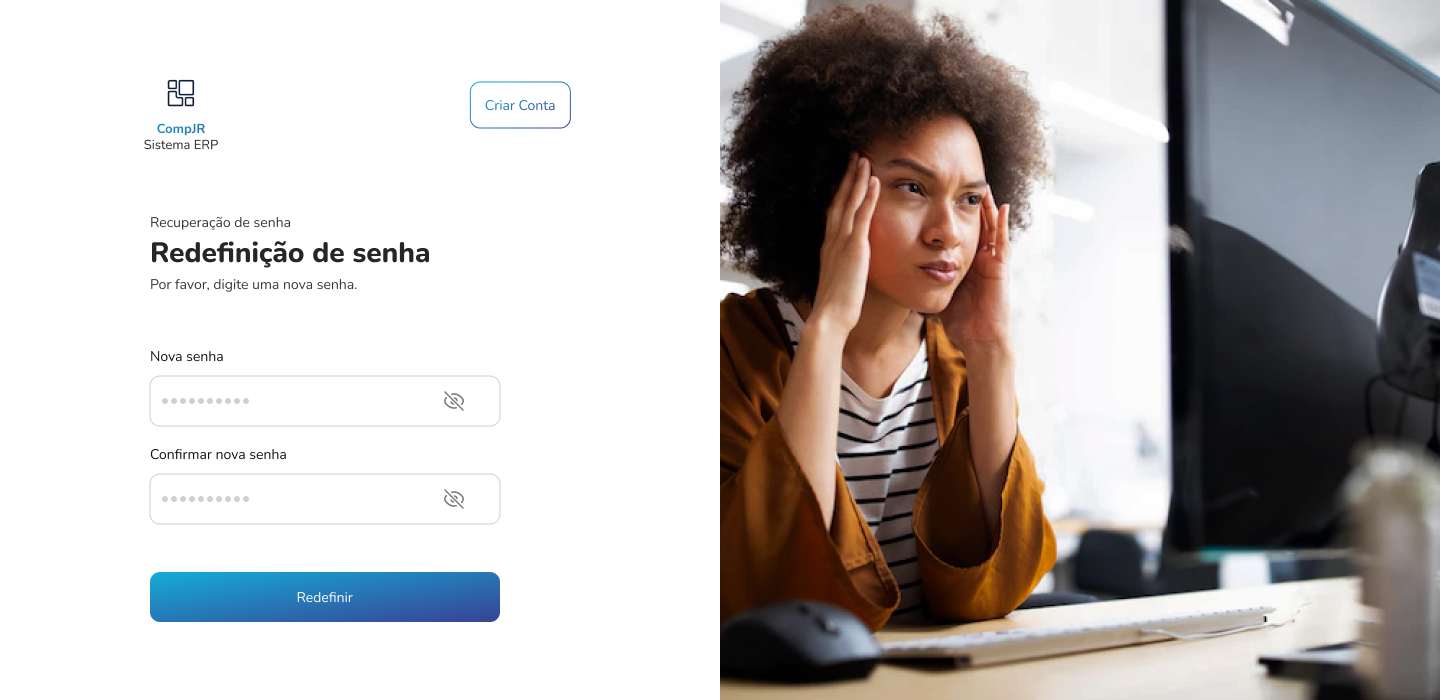 CompJR
Sistema ERP
Criar Conta
Recuperação de senha
Redefinição de senha
Por favor, digite uma nova senha.
Nova senha
Confirmar nova senha
Redefinir